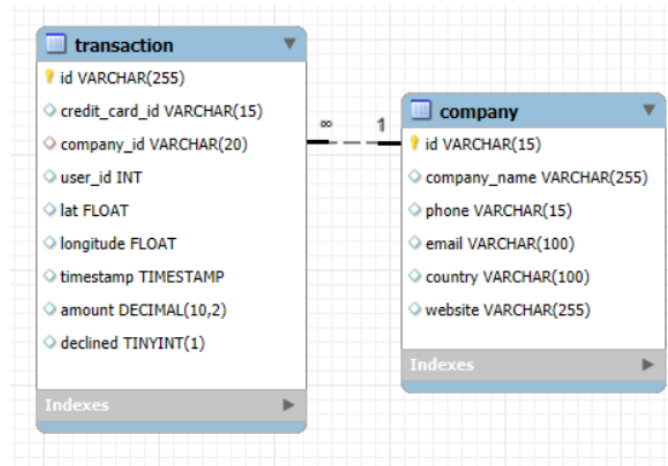 transaction
id VARCHAR(255)
credit_card_id VARCHAR(15)
company_id VARCHAR(20)
user_id INT
lat FLOAT
longitude FLOAT
timestamp TIMESTAMP
amount DECIMAL(10,2)
declined TINYINT(1)
Indexes
∞ 1
company
id VARCHAR(15)
company_name VARCHAR(255)
phone VARCHAR(15)
email VARCHAR(100)
country VARCHAR(100)
website VARCHAR(255)
Indexes